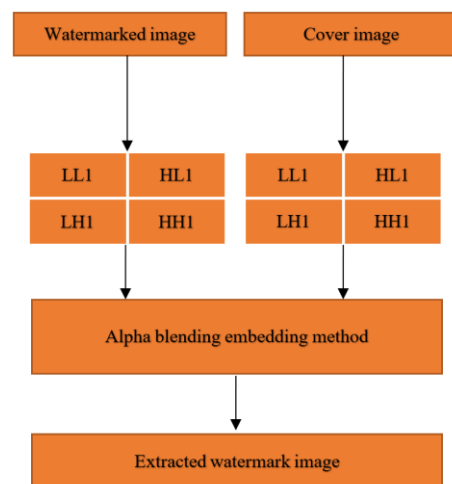 Watermarked image
Cover image
LL1 HL1
LL1 HL1
LH1 HH1
LH1 HH1
Alpha blending embedding method
Extracted watermark image